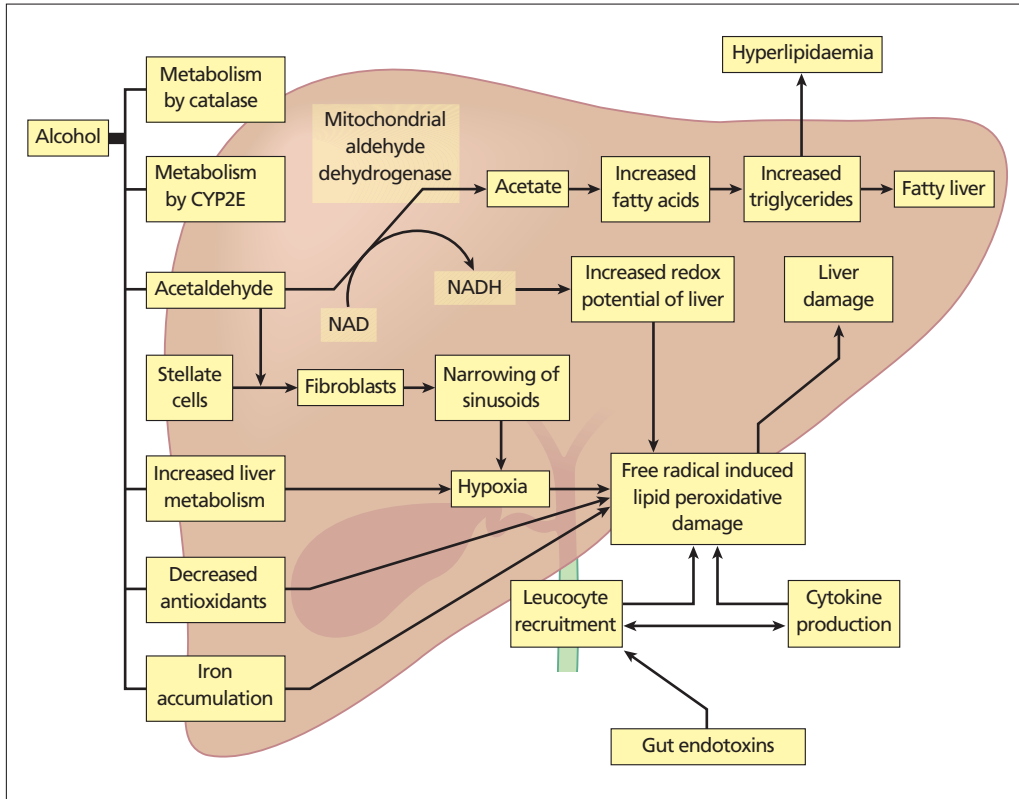 Hyperlipidaemia
Metabolism
by catalase
Alcohol
Mitochondrial
aldehyde
dehydrogenase
Metabolism
by CYP2E
Acetate
Increased
fatty acids
Increased
triglycerides
Fatty liver
Acetaldehyde
NAD
NADH
Increased redox
potential of liver
Liver
damage
Stellate
cells
Fibroblasts
Narrowing of
sinusoids
Increased liver
metabolism
Hypoxia
Free radical induced
lipid peroxidative
damage
Decreased
antioxidants
Leucocyte
recruitment
Cytokine
production
Iron
accumulation
Gut endotoxins